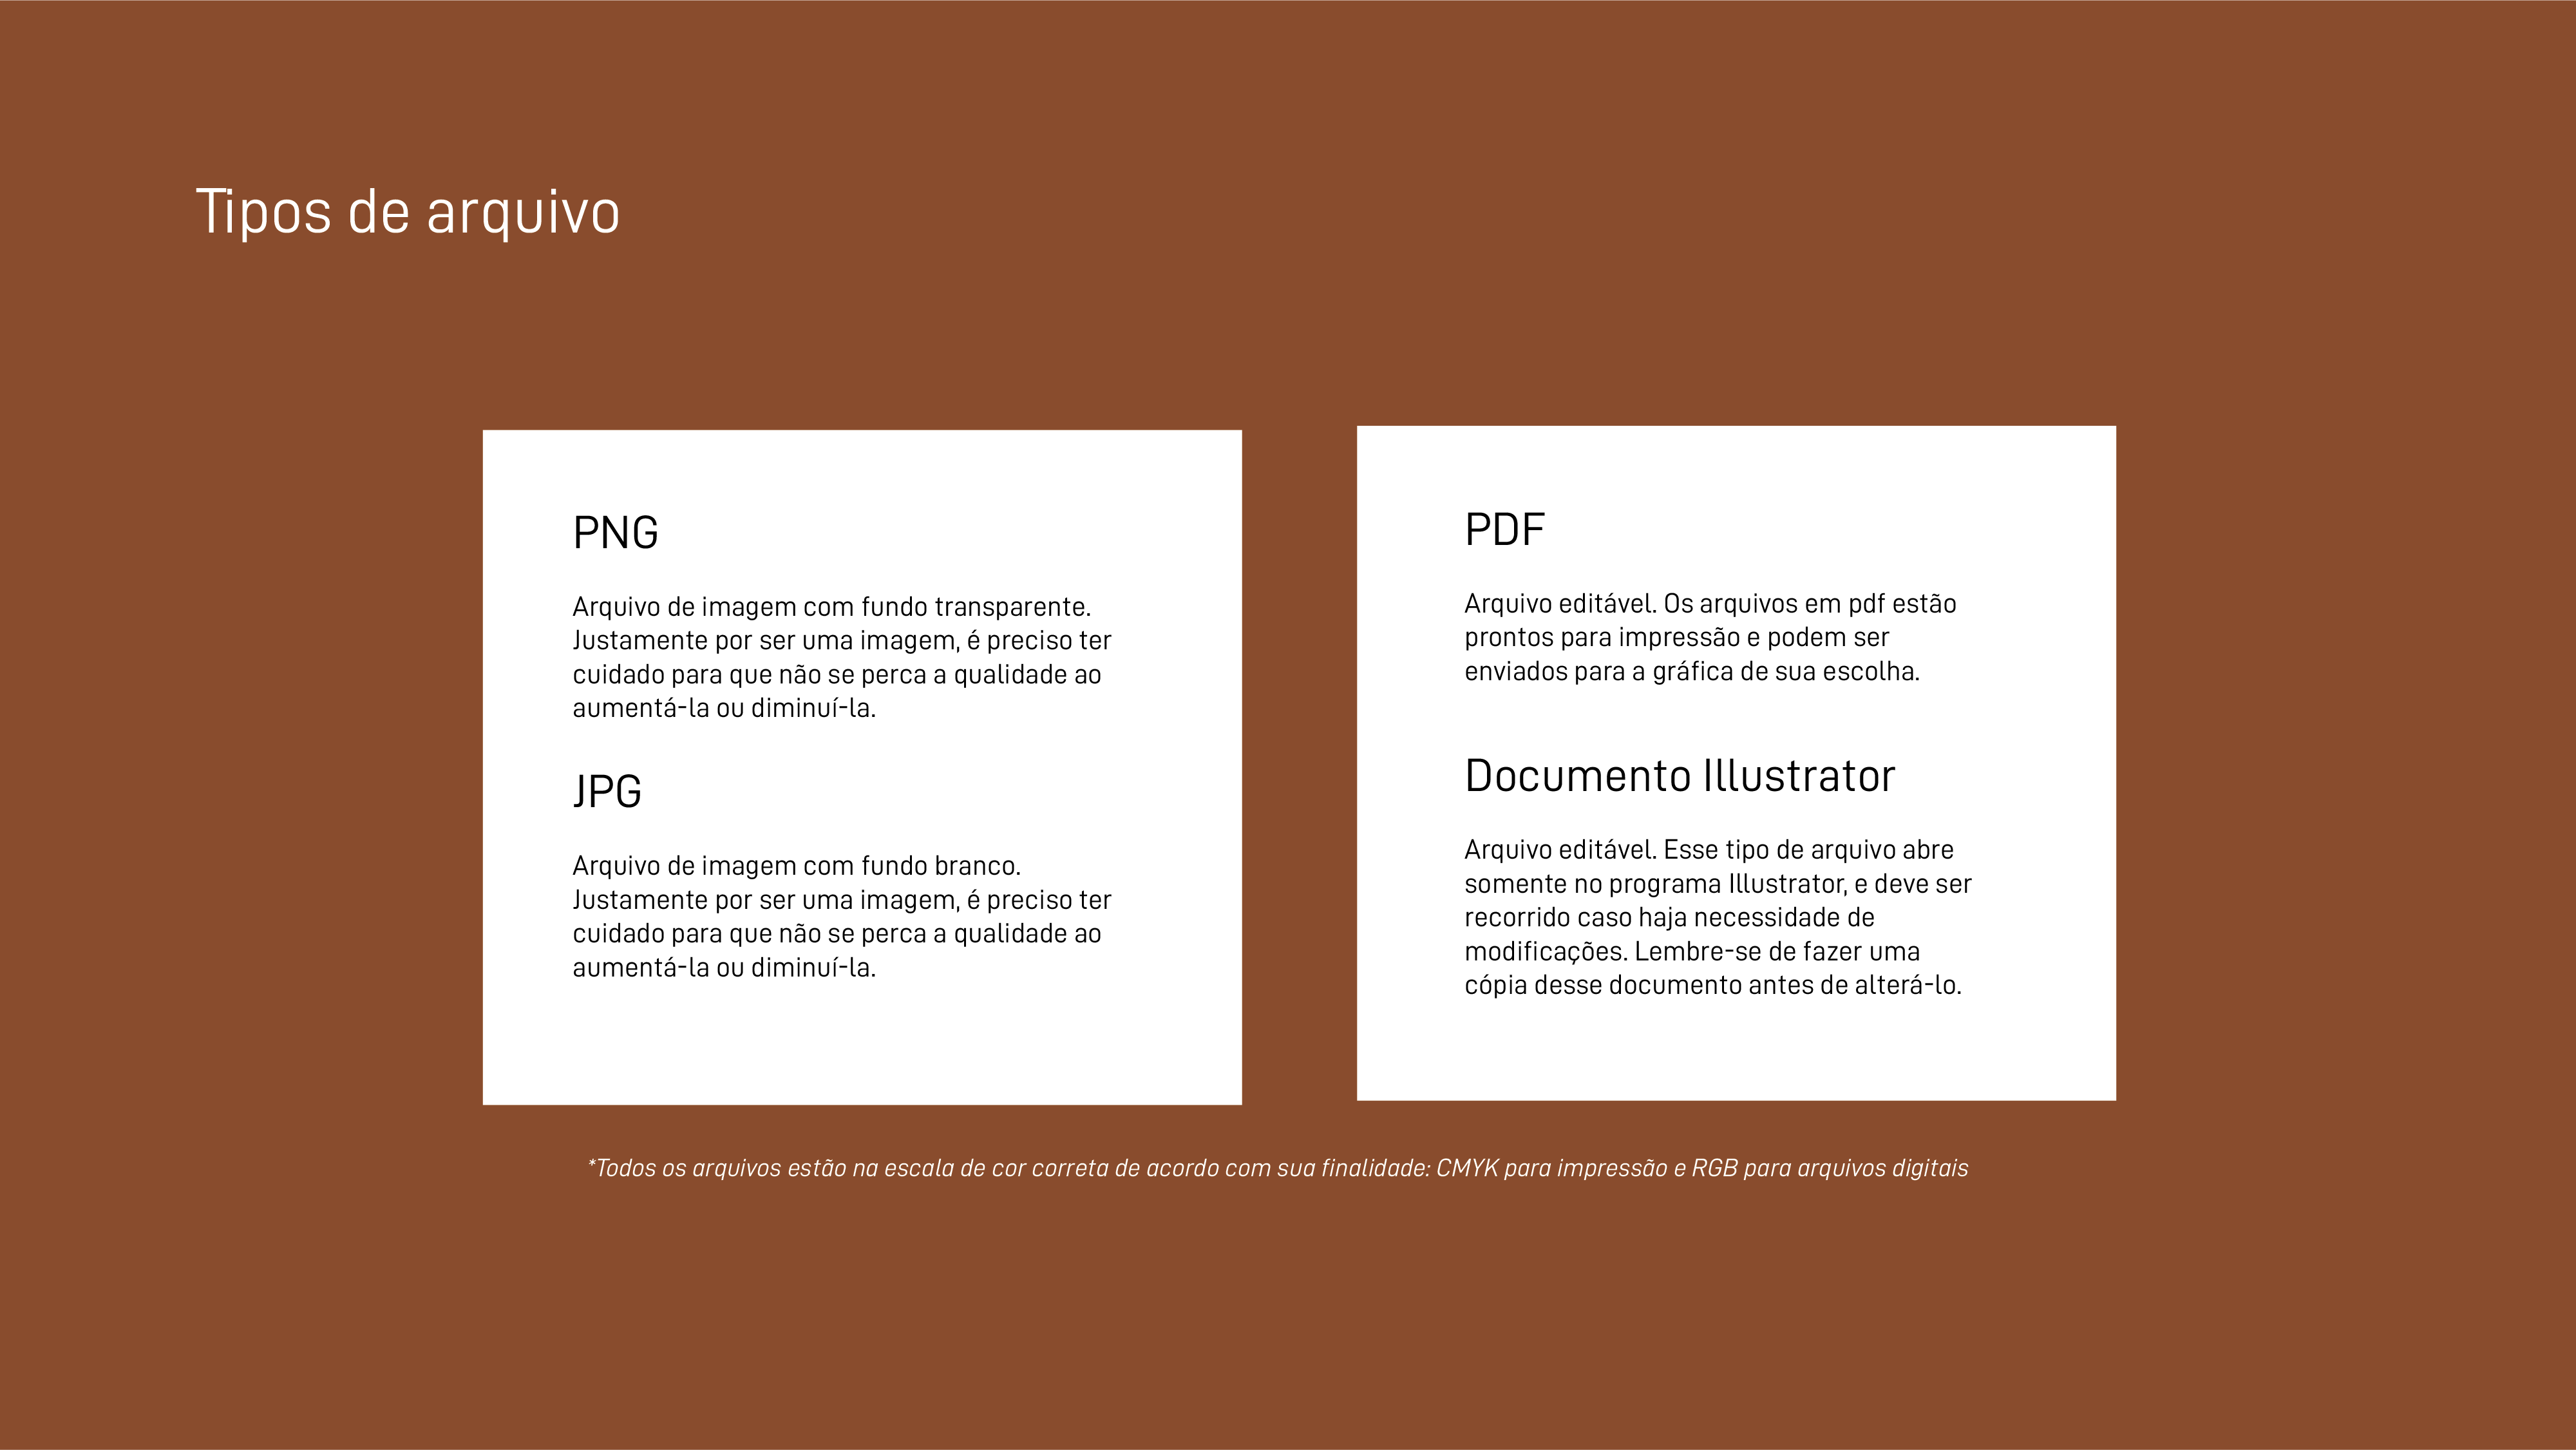 Tipos de arquivo
PNG
Arquivo de imagem com fundo transparente.
Justamente por ser uma imagem, é preciso ter
cuidado para que não se perca a qualidade ao
aumentá-la ou diminuí-la.
JPG
Arquivo de imagem com fundo branco.
Justamente por ser uma imagem, é preciso ter
cuidado para que não se perca a qualidade ao
aumentá-la ou diminuí-la.
PDF
Arquivo editável. Os arquivos em pdf estão
prontos para impressão e podem ser
enviados para a gráfica de sua escolha.
Documento Illustrator
Arquivo editável. Esse tipo de arquivo abre
somente no programa Illustrator, e deve ser
recorrido caso haja necessidade de
modificações. Lembre-se de fazer uma
cópia desse documento antes de alterá-lo.
*Todos os arquivos estão na escala de cor correta de acordo com sua finalidade: CMYK para impressão e RGB para arquivos digitais